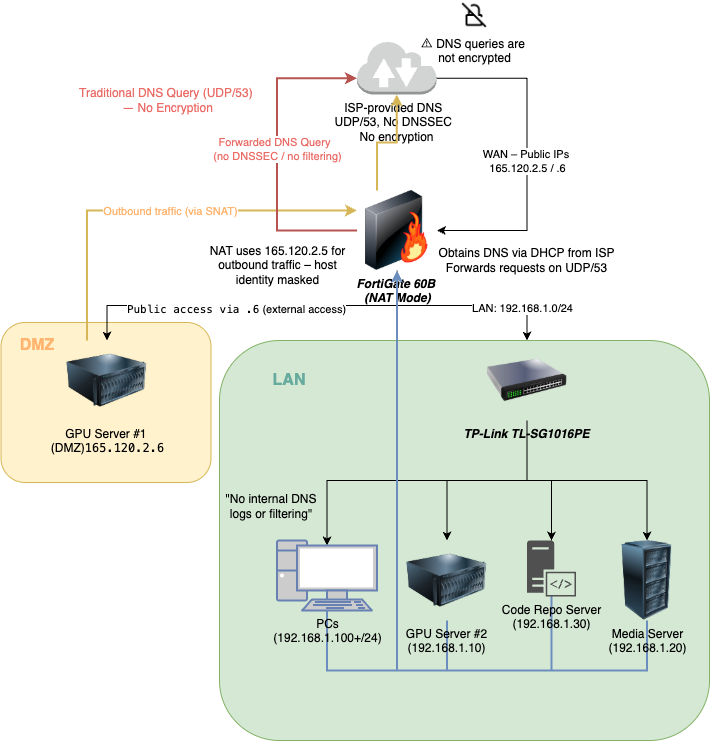 ⚠ DNS queries are
not encrypted
Traditional DNS Query (UDP/53)
— No Encryption
ISP-provided DNS
UDP/53, No DNSSEC
No encryption
Forwarded DNS Query
(no DNSSEC / no filtering)
WAN – Public IPs
165.120.2.5 / .6
Outbound traffic (via SNAT)
NAT uses 165.120.2.5 for
outbound traffic – host
identity masked
Obtains DNS via DHCP from ISP
Forwards requests on UDP/53
FortiGate 60B
(NAT Mode)
Public access via .6 (external access)
LAN: 192.168.1.0/24
DMZ
GPU Server #1
(DMZ)165.120.2.6
LAN
TP-Link TL-SG1016PE
"No internal DNS
logs or filtering"
</>
PCs
(192.168.1.100+/24)
GPU Server #2
(192.168.1.10)
Code Repo Server
(192.168.1.30)
Media Server
(192.168.1.20)